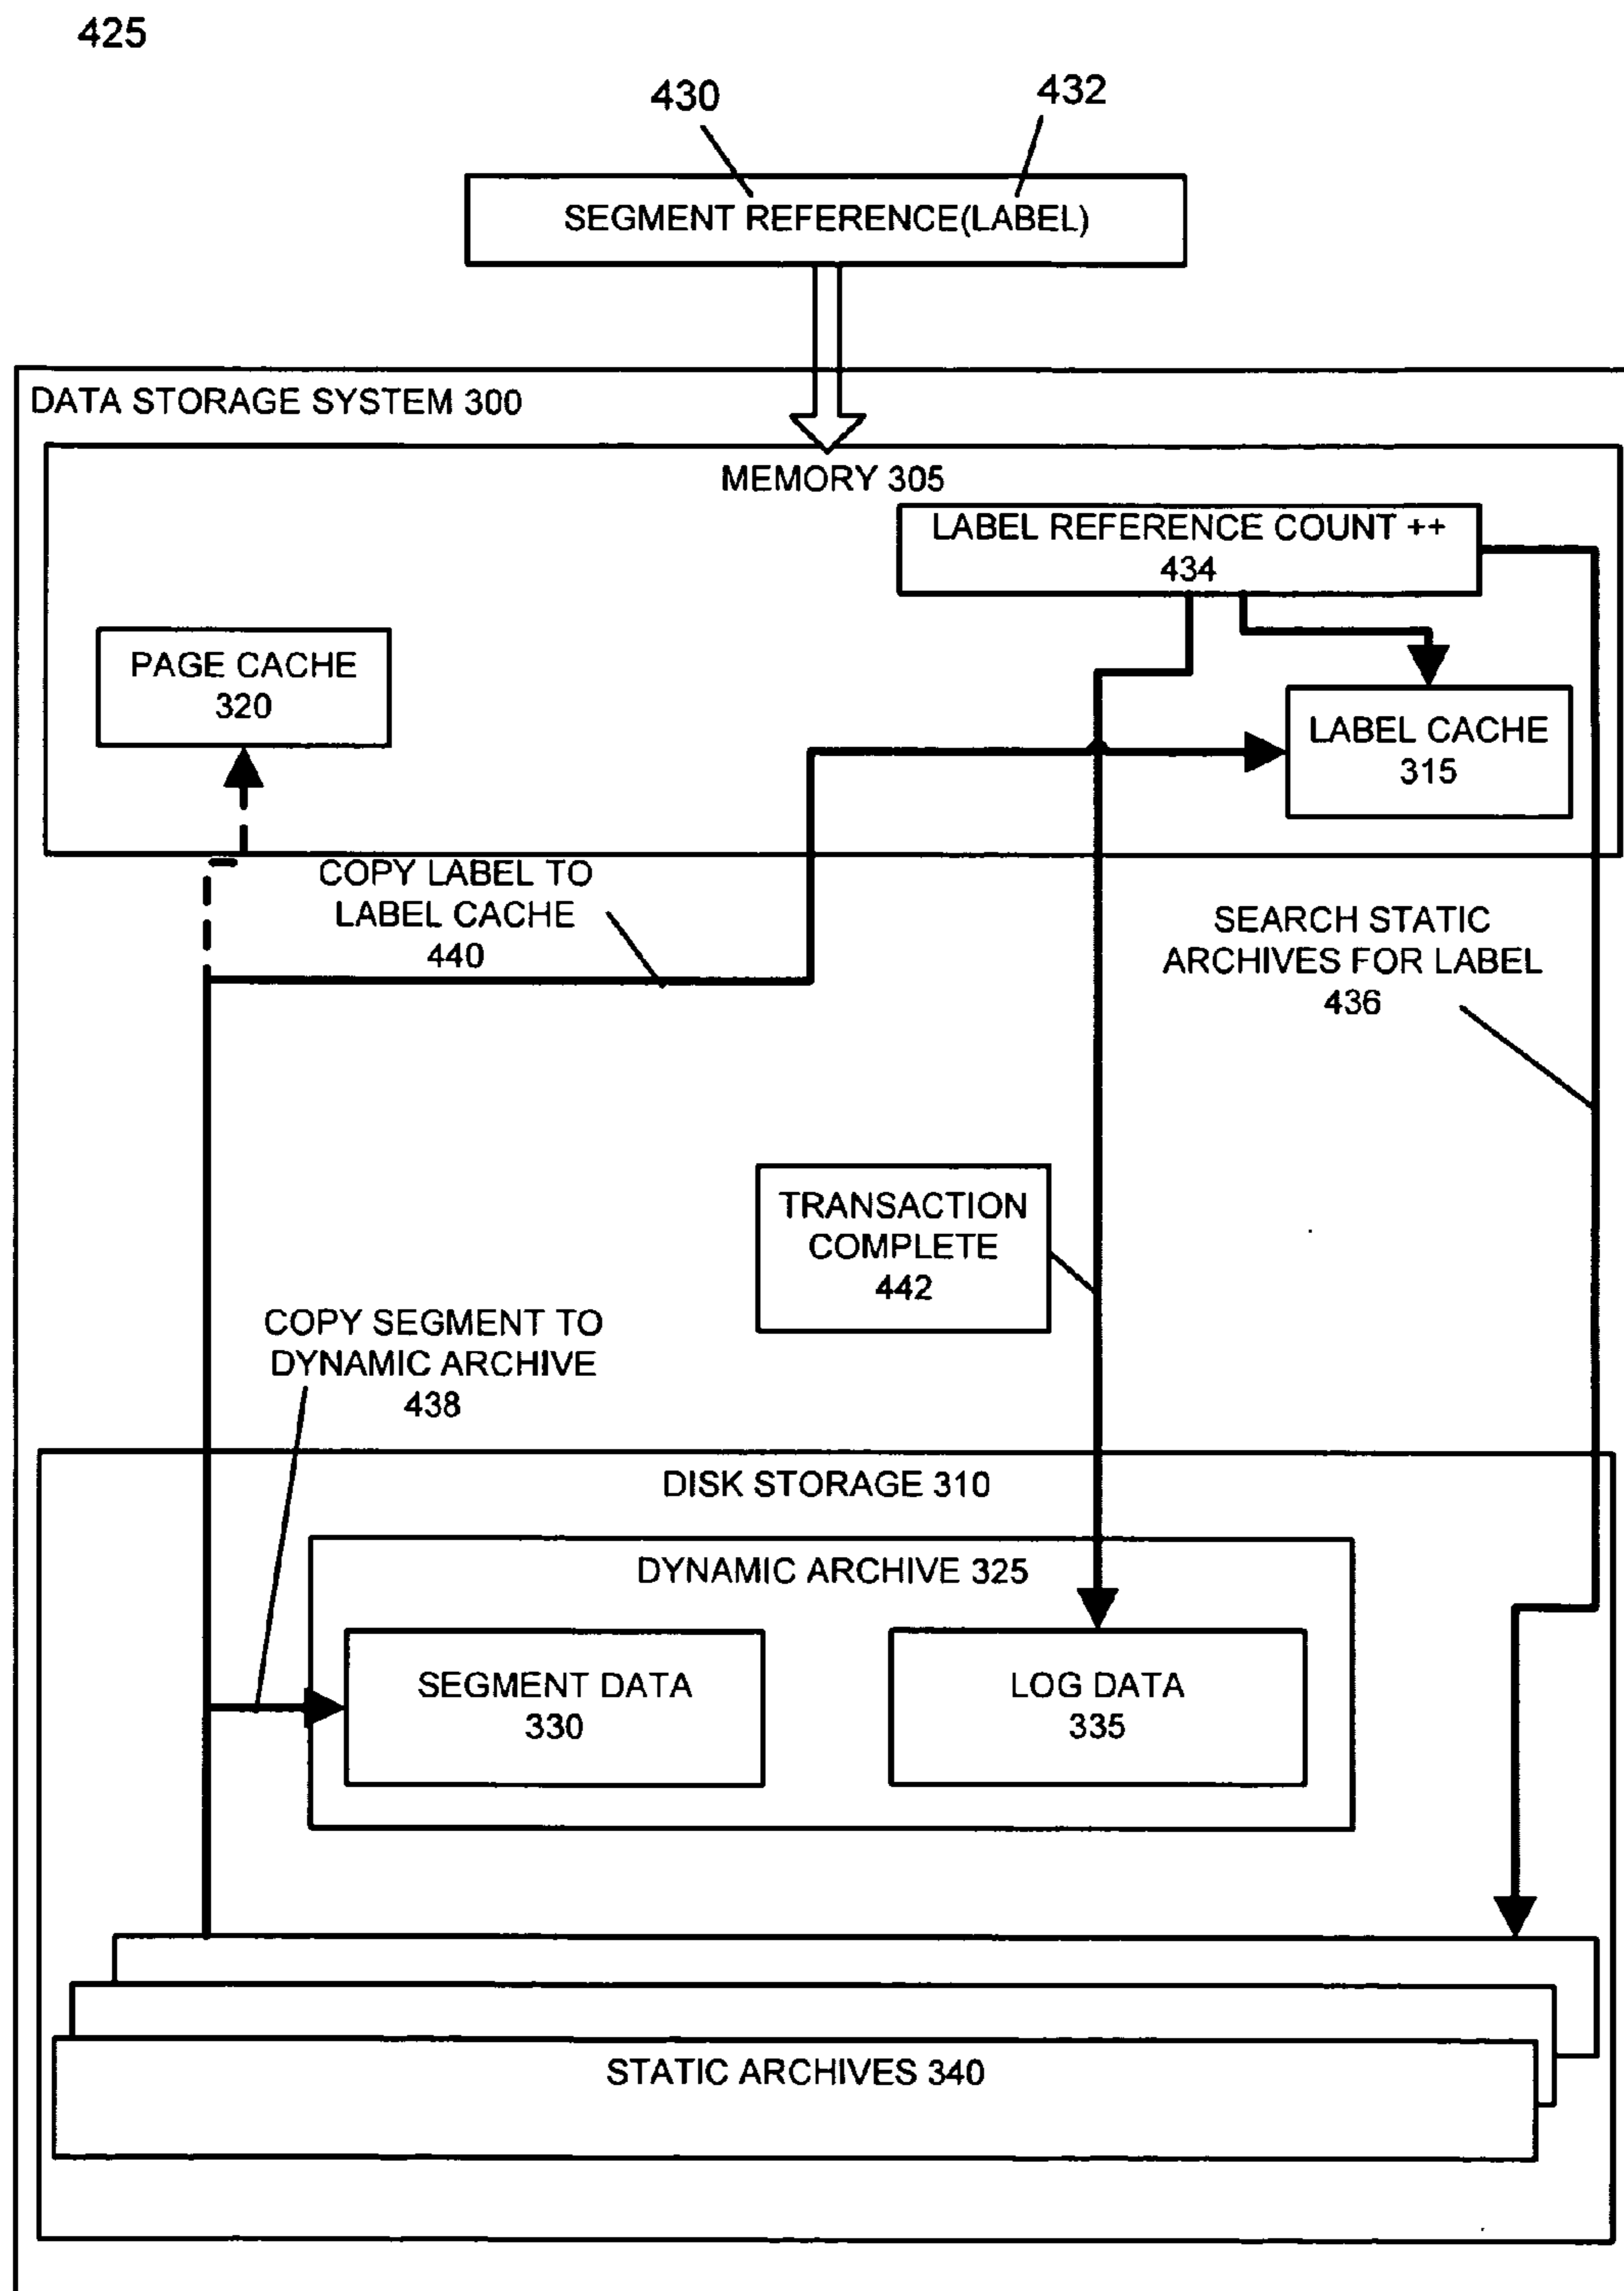 425
430
432
SEGMENT REFERENCE(LABEL)
DATA STORAGE SYSTEM 300
MEMORY 305
LABEL REFERENCE COUNT ++
434
PAGE CACHE
320
LABEL CACHE
315
COPY LABEL TO
LABEL CACHE
440
SEARCH STATIC
ARCHIVES FOR LABEL
436
TRANSACTION
COMPLETE
442
COPY SEGMENT TO
DYNAMIC ARCHIVE
438
DISK STORAGE 310
DYNAMIC ARCHIVE 325
SEGMENT DATA
330
LOG DATA
335
STATIC ARCHIVES 340